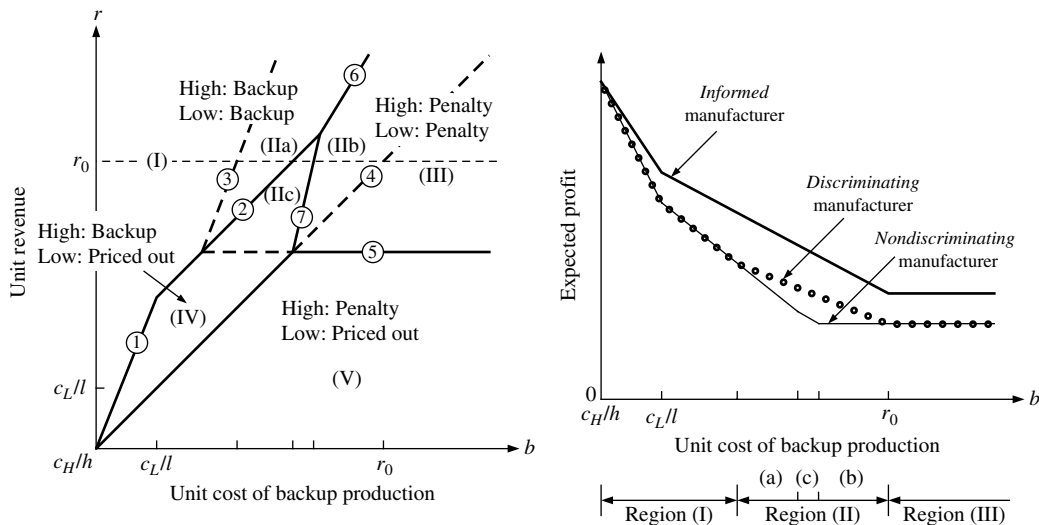 r
6
High: Backup
Low: Backup
High: Penalty
Low: Penalty
(IIa)
(IIb)
r0
(I)
3
4
(III)
(IIc)
2
7
High: Backup
Low: Priced out
5
(IV)
High: Penalty
Low: Priced out
1
(V)
cL/l
Unit revenue
b
cH/h
cL/l
r0
Unit cost of backup production
Informed
manufacturer
Discriminating
manufacturer
Nondiscriminating
manufacturer
Expected profit
0
b
cH/h
cL/l
r0
Unit cost of backup production
(a)
(c)
(b)
Region (I)
Region (II)
Region (III)